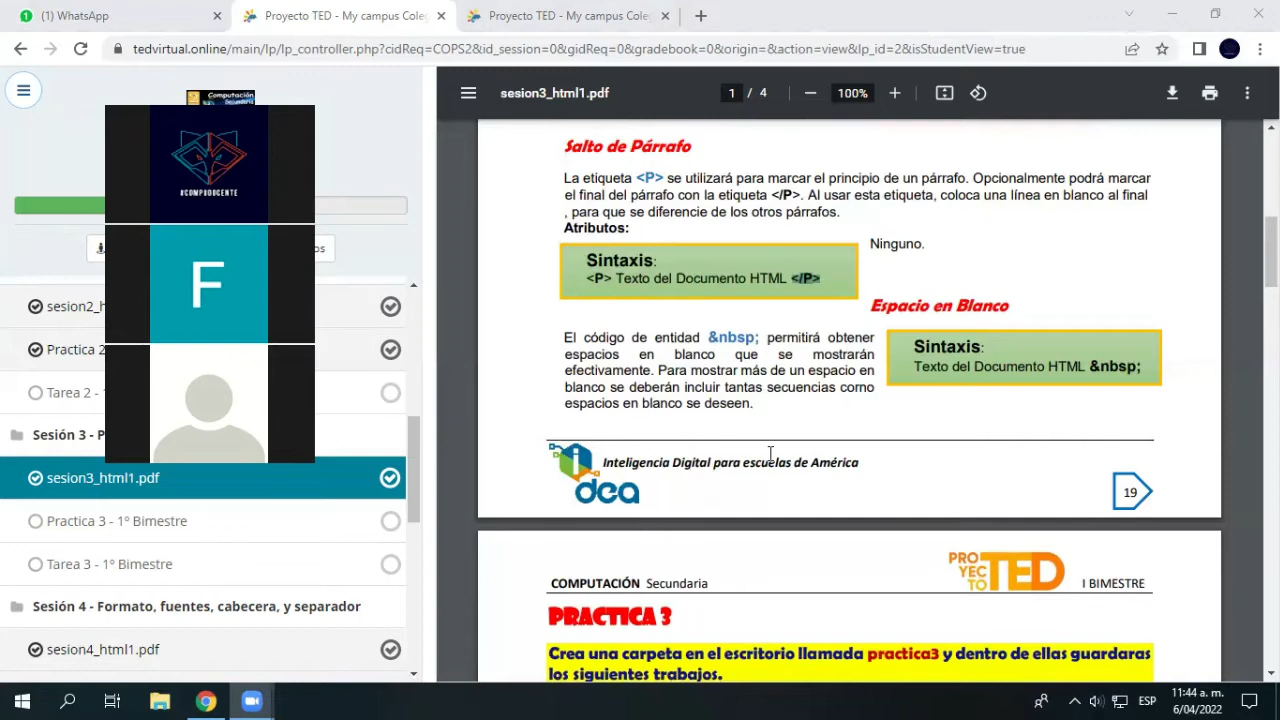 (1) WhatsApp
Proyecto TED - My campus Cole
Proyecto TED - My campus Cole
tedvirtual.online/main/lp/lp_controller.php?cidReq=COPS2&id_session=0&gidReq=0&gradebook=0&origin=&action=view&lp_id=2&isStudentView=true
Computación
Secundaria
#COMPUDOCENTE
F
os
sesion2_h
Practica 2
Tarea 2 - 1
Sesión 3 - P
sesion3_html1.pdf
Practica 3 - 1º Bimestre
Tarea 3 - 1º Bimestre
Sesión 4 - Formato, fuentes, cabecera, y separador
sesion4_html1.pdf
sesion3_html1.pdf
1 / 4
100%
Salto de Párrafo
La etiqueta <P> se utilizará para marcar el principio de un párrafo. Opcionalmente podrá marcar
el final del párrafo con la etiqueta </P>. Al usar esta etiqueta, coloca una línea en blanco al final
, para que se diferencie de los otros párrafos.
Atributos:
Ninguno.
Sintaxis:
<P> Texto del Documento HTML </P>
Espacio en Blanco
El código de entidad &nbsp; permitirá obtener
espacios en blanco que se mostrarán
efectivamente. Para mostrar más de un espacio en
blanco se deberán incluir tantas secuencias como
espacios en blanco se deseen.
Sintaxis:
Texto del Documento HTML &nbsp;
Inteligencia Digital para escuelas de América
idea
19
COMPUTACIÓN Secundaria
PROYECTO TED
I BIMESTRE
PRACTICA 3
Crea una carpeta en el escritorio llamada practica3 y dentro de ellas guardaras
los siguientes trabajos.
ESP
11:44 a. m.
6/04/2022